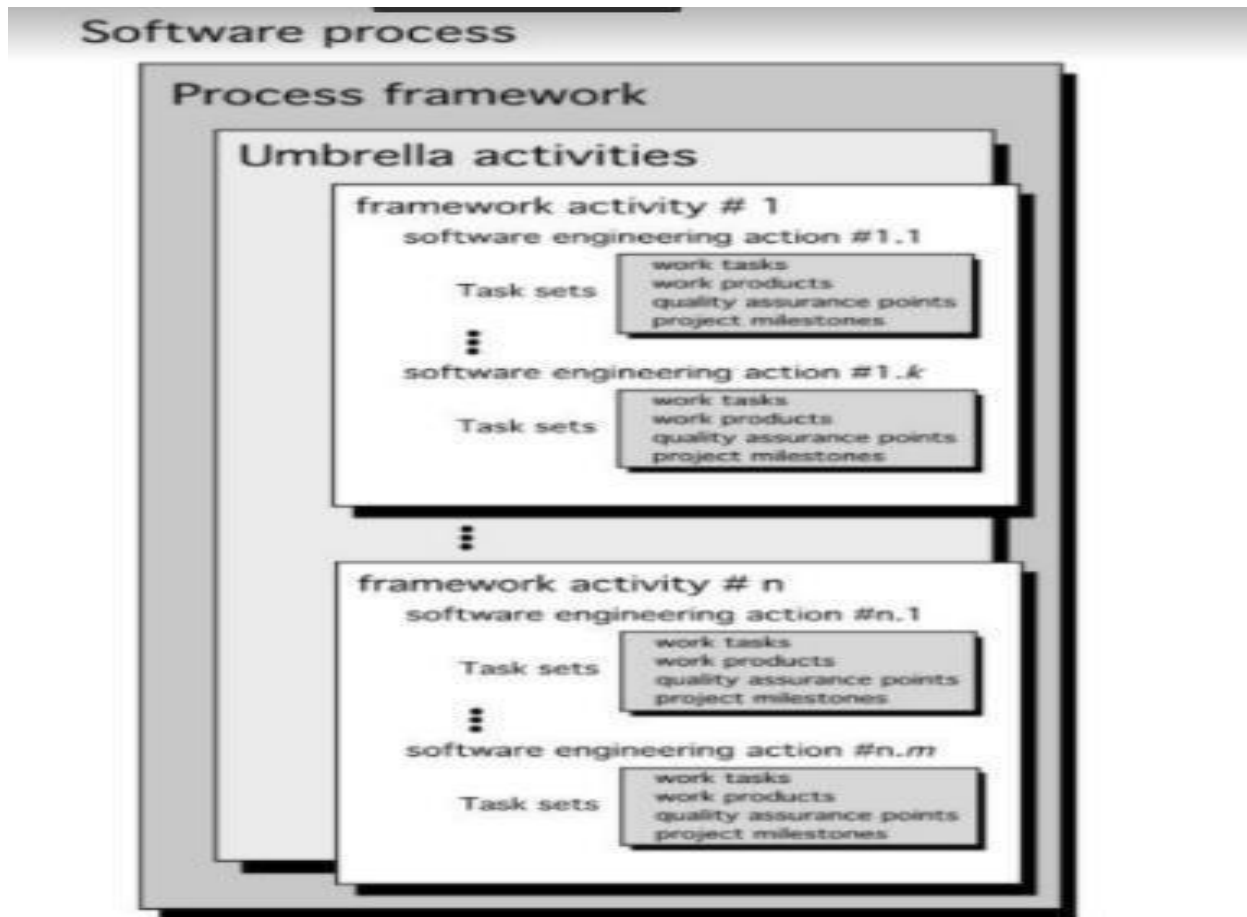 Software process
Process framework
Umbrella activities
framework activity # 1
software engineering action #1.1
Task sets
work tasks
work products
quality assurance points
project milestones
software engineering action #1.k
Task sets
work tasks
work products
quality assurance points
project milestones
framework activity # n
software engineering action #n.1
Task sets
work tasks
work products
quality assurance points
project milestones
software engineering action #n.m
Task sets
work tasks
work products
quality assurance points
project milestones